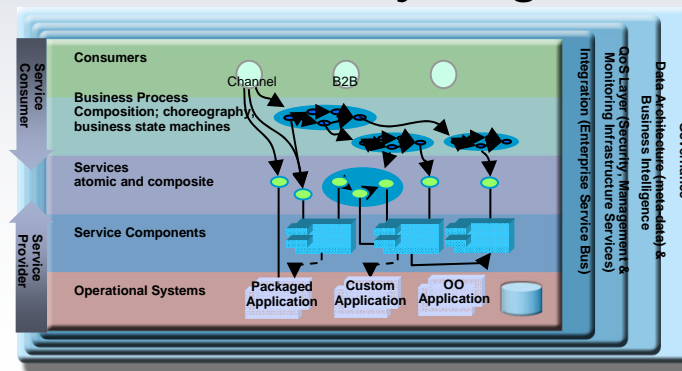 Service
Consumer
Service
Provider
Consumers
Channel
B2B
Business Process
Composition; choreography;
business state machines
Services
atomic and composite
Service Components
Operational Systems
Packaged
Application
Custom
Application
OO
Application
Integration (Enterprise Service Bus)
QoS Layer (Security, Management &
Monitoring Infrastructure Services)
Data Architecture (meta-data) &
Business Intelligence
Governance